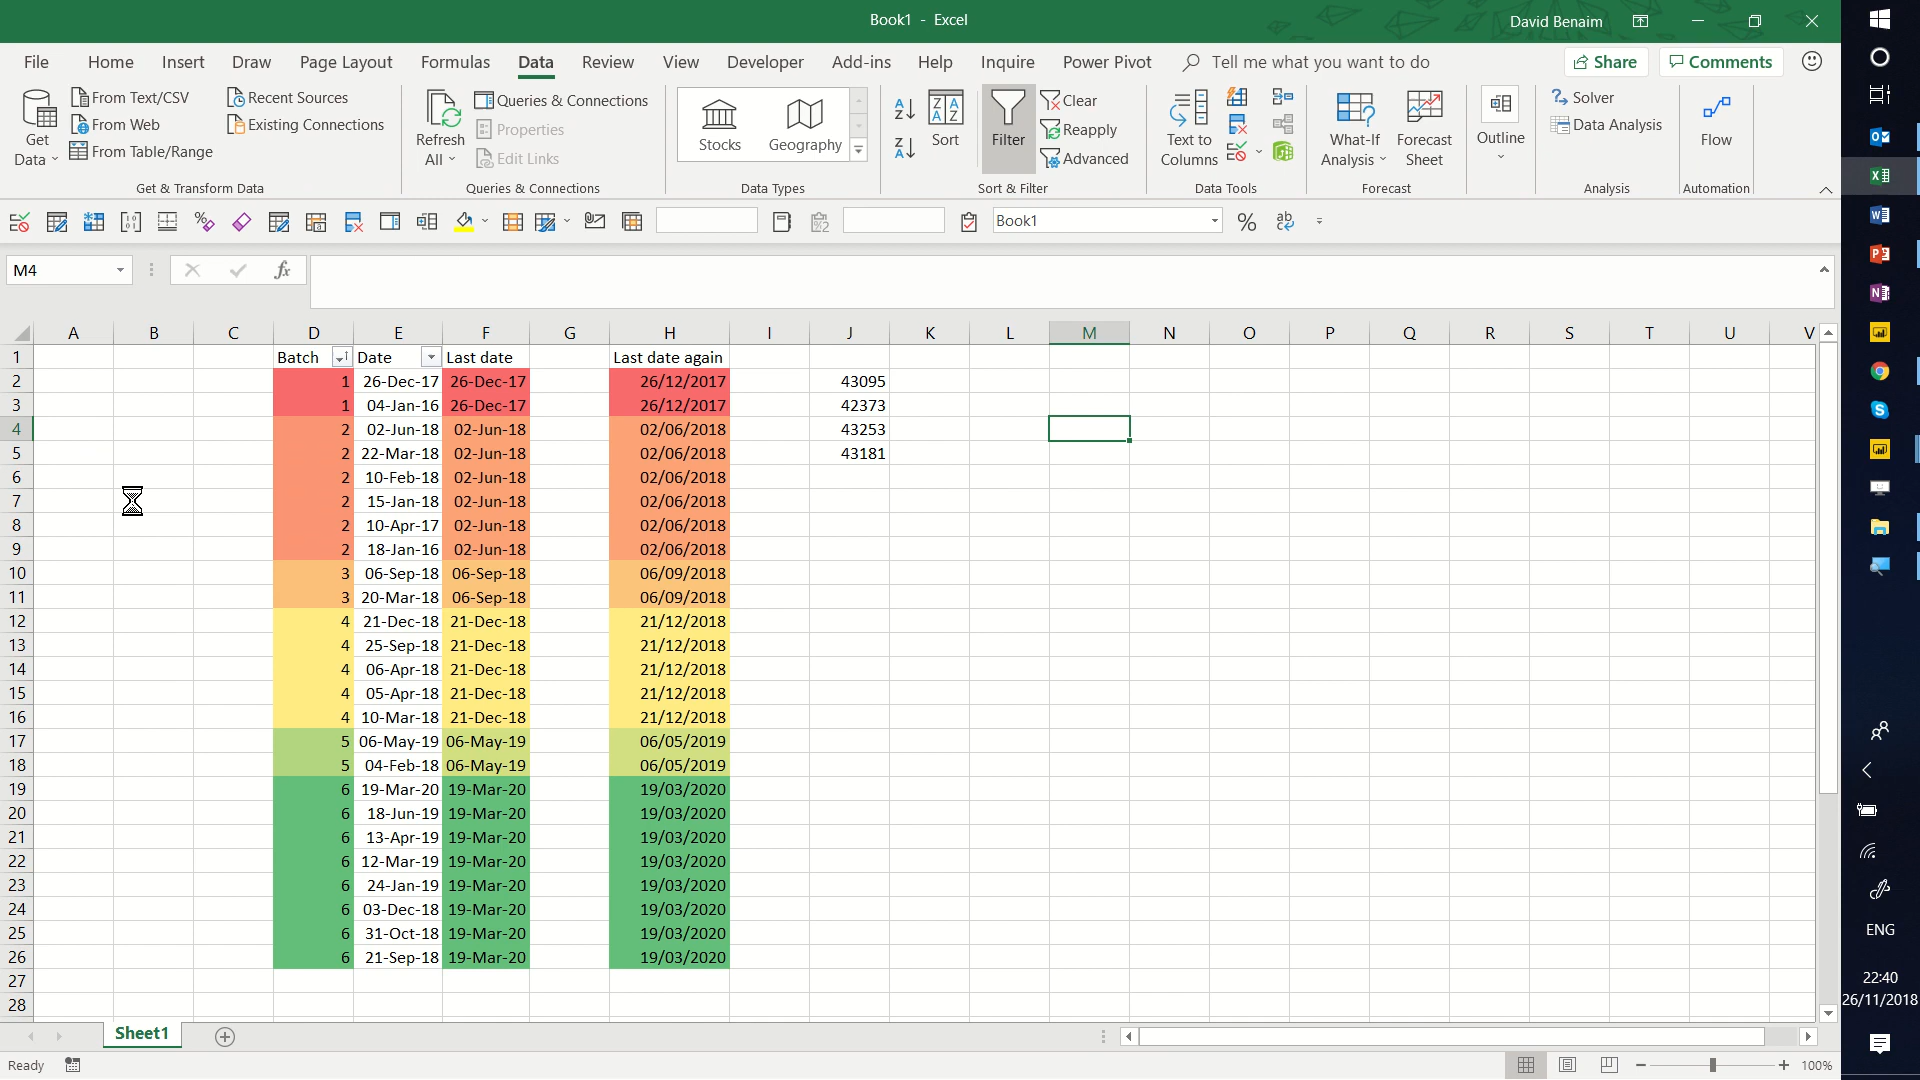 Book1 - Excel
David Benaim
File Home Insert Draw Page Layout Formulas Data Review View Developer Add-ins Help Inquire Power Pivot Tell me what you want to do Share Comments
Get Data
From Text/CSV
From Web
From Table/Range
Recent Sources
Existing Connections
Get & Transform Data
Refresh All
Queries & Connections
Properties
Edit Links
Queries & Connections
Stocks
Geography
Data Types
Sort
Filter
Clear
Reapply
Advanced
Sort & Filter
Text to Columns
Data Tools
What-If Analysis
Forecast Sheet
Forecast
Outline
Solver
Data Analysis
Analysis
Flow
Automation
Book1
M4
A B C D E F G H I J K L M N O P Q R S T U V
1 Batch Date Last date Last date again
2 1 26-Dec-17 26-Dec-17 26/12/2017 43095
3 1 04-Jan-16 26-Dec-17 26/12/2017 42373
4 2 02-Jun-18 02-Jun-18 02/06/2018 43253
5 2 22-Mar-18 02-Jun-18 02/06/2018 43181
6 2 10-Feb-18 02-Jun-18 02/06/2018
7 2 15-Jan-18 02-Jun-18 02/06/2018
8 2 10-Apr-17 02-Jun-18 02/06/2018
9 2 18-Jan-16 02-Jun-18 02/06/2018
10 3 06-Sep-18 06-Sep-18 06/09/2018
11 3 20-Mar-18 06-Sep-18 06/09/2018
12 4 21-Dec-18 21-Dec-18 21/12/2018
13 4 25-Sep-18 21-Dec-18 21/12/2018
14 4 06-Apr-18 21-Dec-18 21/12/2018
15 4 05-Apr-18 21-Dec-18 21/12/2018
16 4 10-Mar-18 21-Dec-18 21/12/2018
17 5 06-May-19 06-May-19 06/05/2019
18 5 04-Feb-18 06-May-19 06/05/2019
19 6 19-Mar-20 19-Mar-20 19/03/2020
20 6 18-Jun-19 19-Mar-20 19/03/2020
21 6 13-Apr-19 19-Mar-20 19/03/2020
22 6 12-Mar-19 19-Mar-20 19/03/2020
23 6 24-Jan-19 19-Mar-20 19/03/2020
24 6 03-Dec-18 19-Mar-20 19/03/2020
25 6 31-Oct-18 19-Mar-20 19/03/2020
26 6 21-Sep-18 19-Mar-20 19/03/2020
27
28
Sheet1
Ready
100%
ENG
22:40
26/11/2018